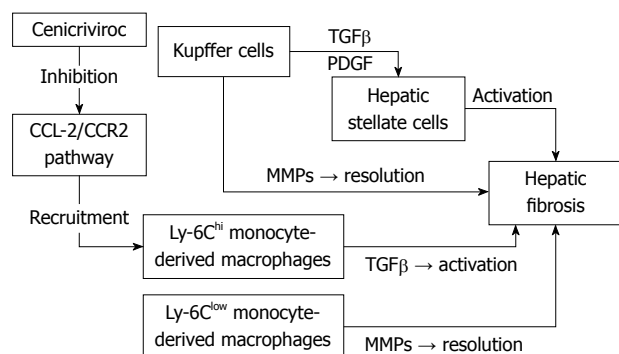 Cenicriviroc
Inhibition
CCL-2/CCR2
pathway
Recruitment
Kupffer cells
TGFβ
PDGF
Hepatic
stellate cells
Activation
MMPs → resolution
Hepatic
fibrosis
Ly-6Chi monocyte-
derived macrophages
TGFβ → activation
Ly-6Clow monocyte-
derived macrophages
MMPs → resolution